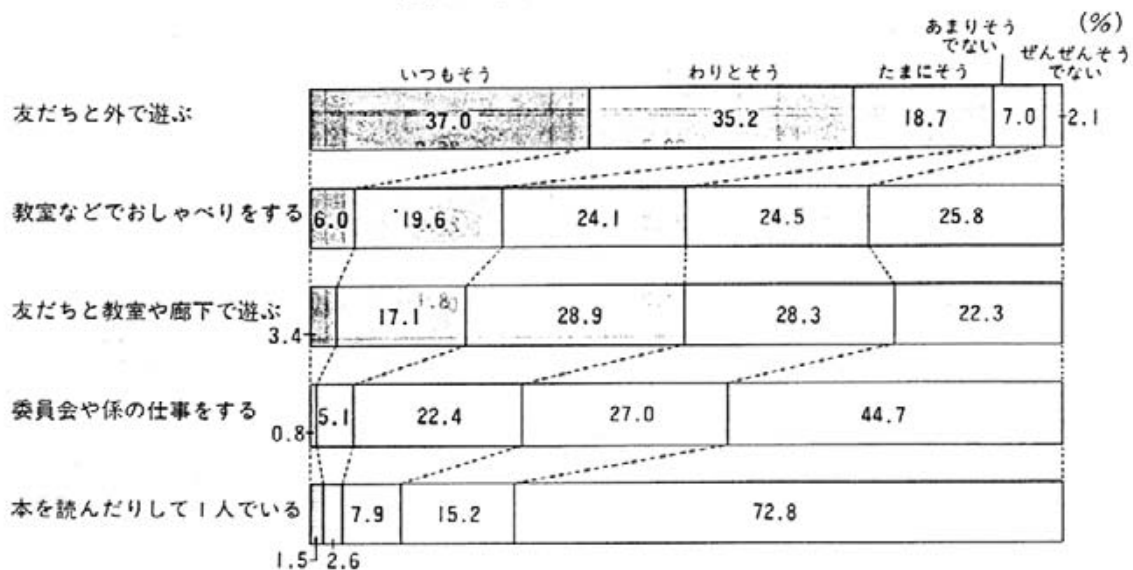 (%)
いつもそう わりとそう たまにそう あまりそうでない ぜんぜんそうでない
友だちと外で遊ぶ 37.0 35.2 18.7 7.0 2.1
教室などでおしゃべりをする 6.0 19.6 24.1 24.5 25.8
友だちと教室や廊下で遊ぶ 3.4 17.1 28.9 28.3 22.3
委員会や係の仕事をする 0.8 5.1 22.4 27.0 44.7
本を読んだりして1人でいる 1.5 2.6 7.9 15.2 72.8